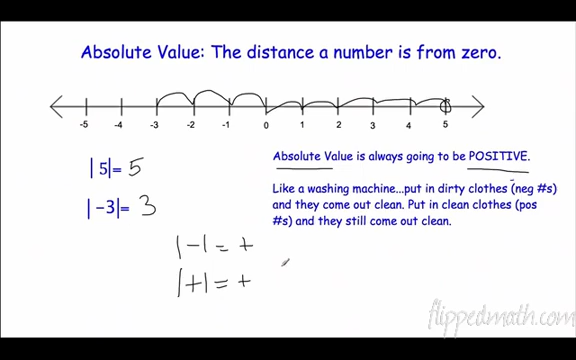 Absolute Value: The distance a number is from zero.
-5 -4 -3 -2 -1 0 1 2 3 4 5
|5|= 5
|-3|= 3
|-|= +
|+|= +
Absolute Value is always going to be POSITIVE.
Like a washing machine...put in dirty clothes (neg #s)
and they come out clean. Put in clean clothes (pos
#s) and they still come out clean.
flippedmath.com